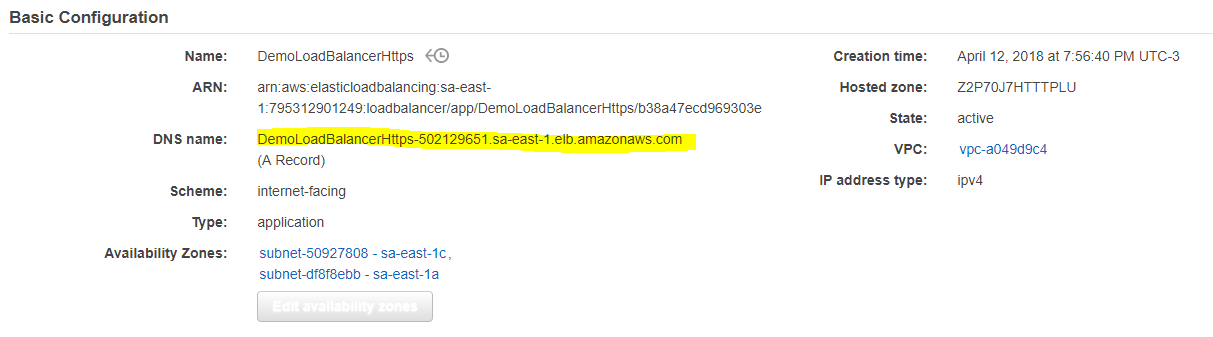 Basic Configuration
Name: DemoLoadBalancerHttps
ARN: arn:aws:elasticloadbalancing:sa-east-
1:795312901249:loadbalancer/app/DemoLoadBalancerHttps/b38a47ecd969303e
DNS name: DemoLoadBalancerHttps-502129651.sa-east-1.elb.amazonaws.com
(A Record)
Scheme: internet-facing
Type: application
Availability Zones: subnet-50927808 - sa-east-1c,
subnet-df8f8ebb - sa-east-1a
Edit availability zones
Creation time: April 12, 2018 at 7:56:40 PM UTC-3
Hosted zone: Z2P70J7HTTTPLU
State: active
VPC: vpc-a049d9c4
IP address type: ipv4